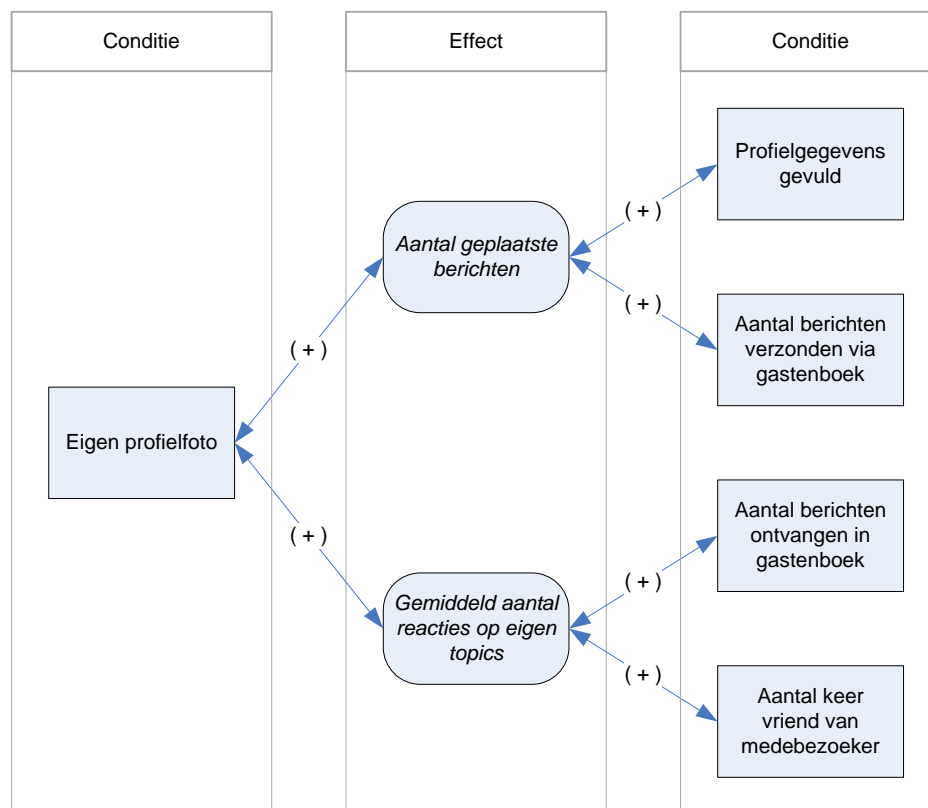 Conditie
Effect
Conditie
Profielgegevens
gevuld
( + )
Aantal geplaatste
berichten
( + )
Aantal berichten
verzonden via
gastenboek
( + )
Eigen profielfoto
( + )
Aantal berichten
ontvangen in
gastenboek
( + )
Gemiddeld aantal
reacties op eigen
topics
( + )
Aantal keer
vriend van
medebezoeker